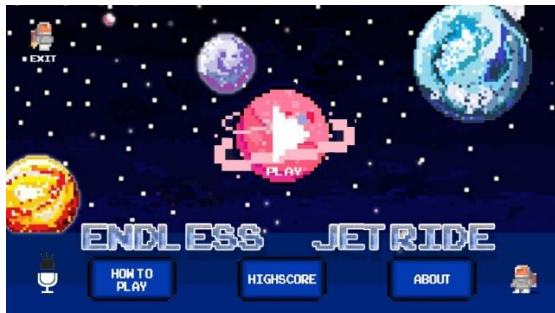 EXIT
PLAY
ENDLESS JETRIDE
HOW TO
PLAY
HIGHSCORE
ABOUT